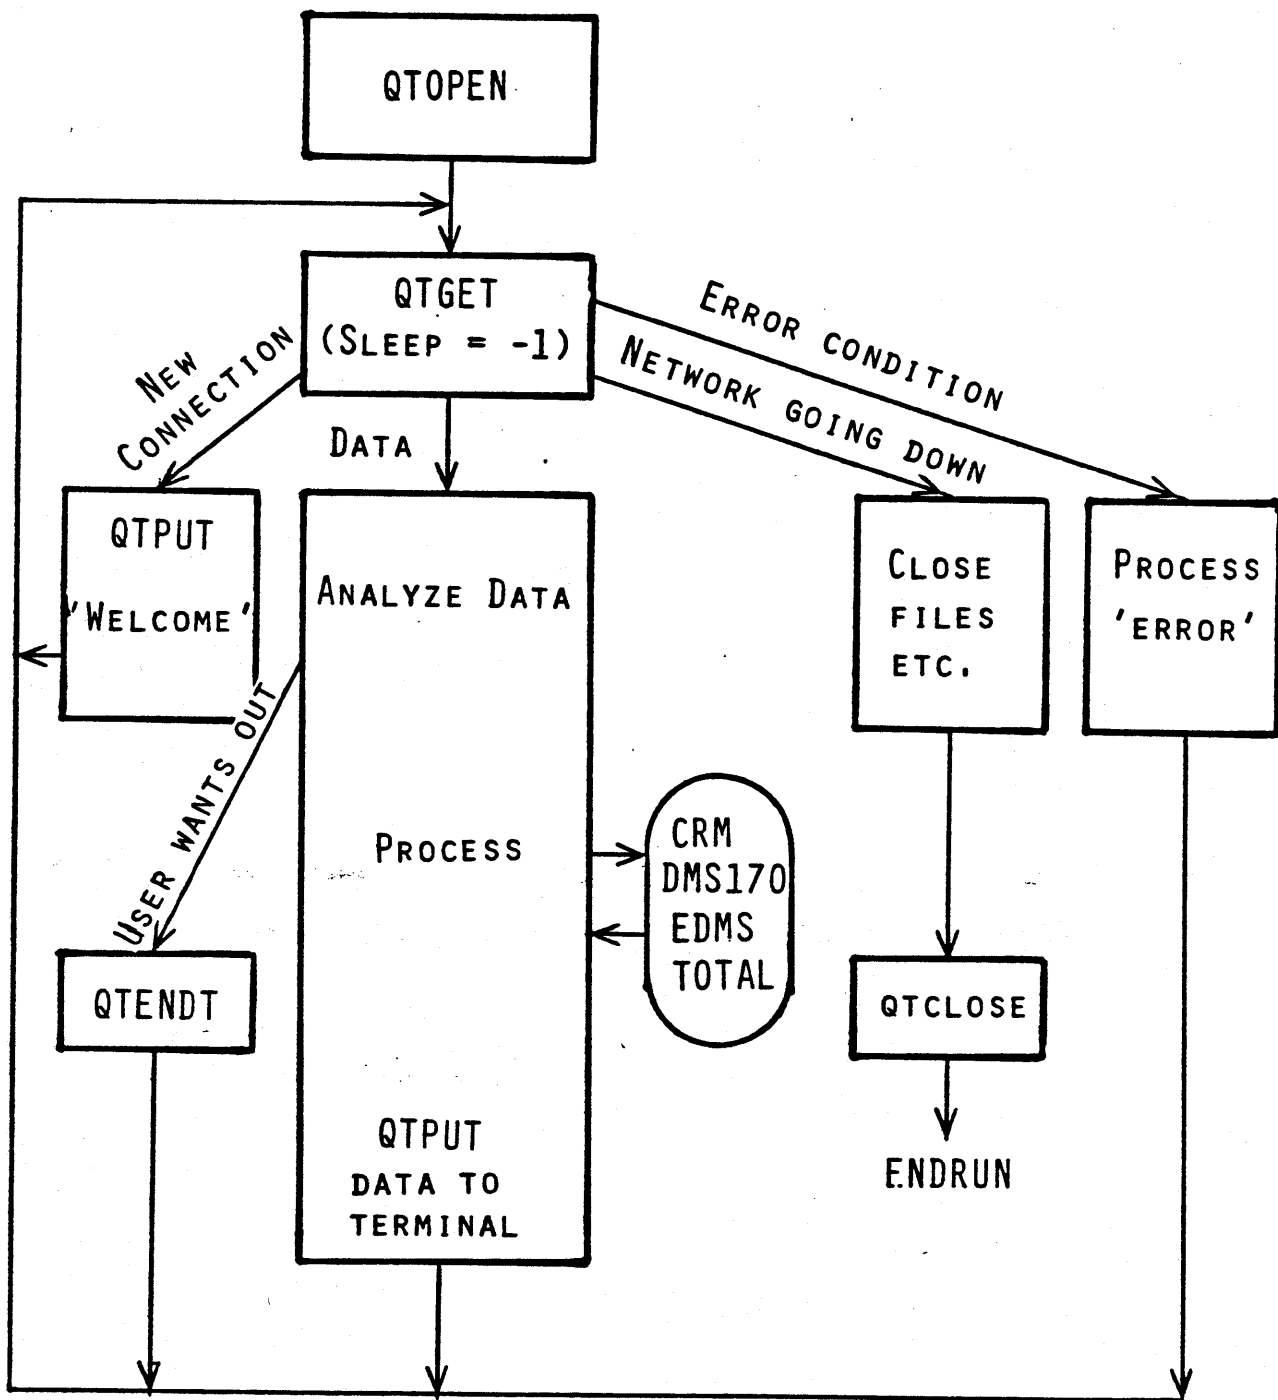 QTOPEN
QTGET
(SLEEP = -1)
NEW
CONNECTION
DATA
ERROR CONDITION
NETWORK GOING DOWN
QTPUT
'WELCOME'
ANALYZE DATA
CLOSE
FILES
ETC.
PROCESS
'ERROR'
USER WANTS OUT
PROCESS
CRM
DMS170
EDMS
TOTAL
QTENDT
QTCLOSE
QTPUT
DATA TO
TERMINAL
ENDRUN